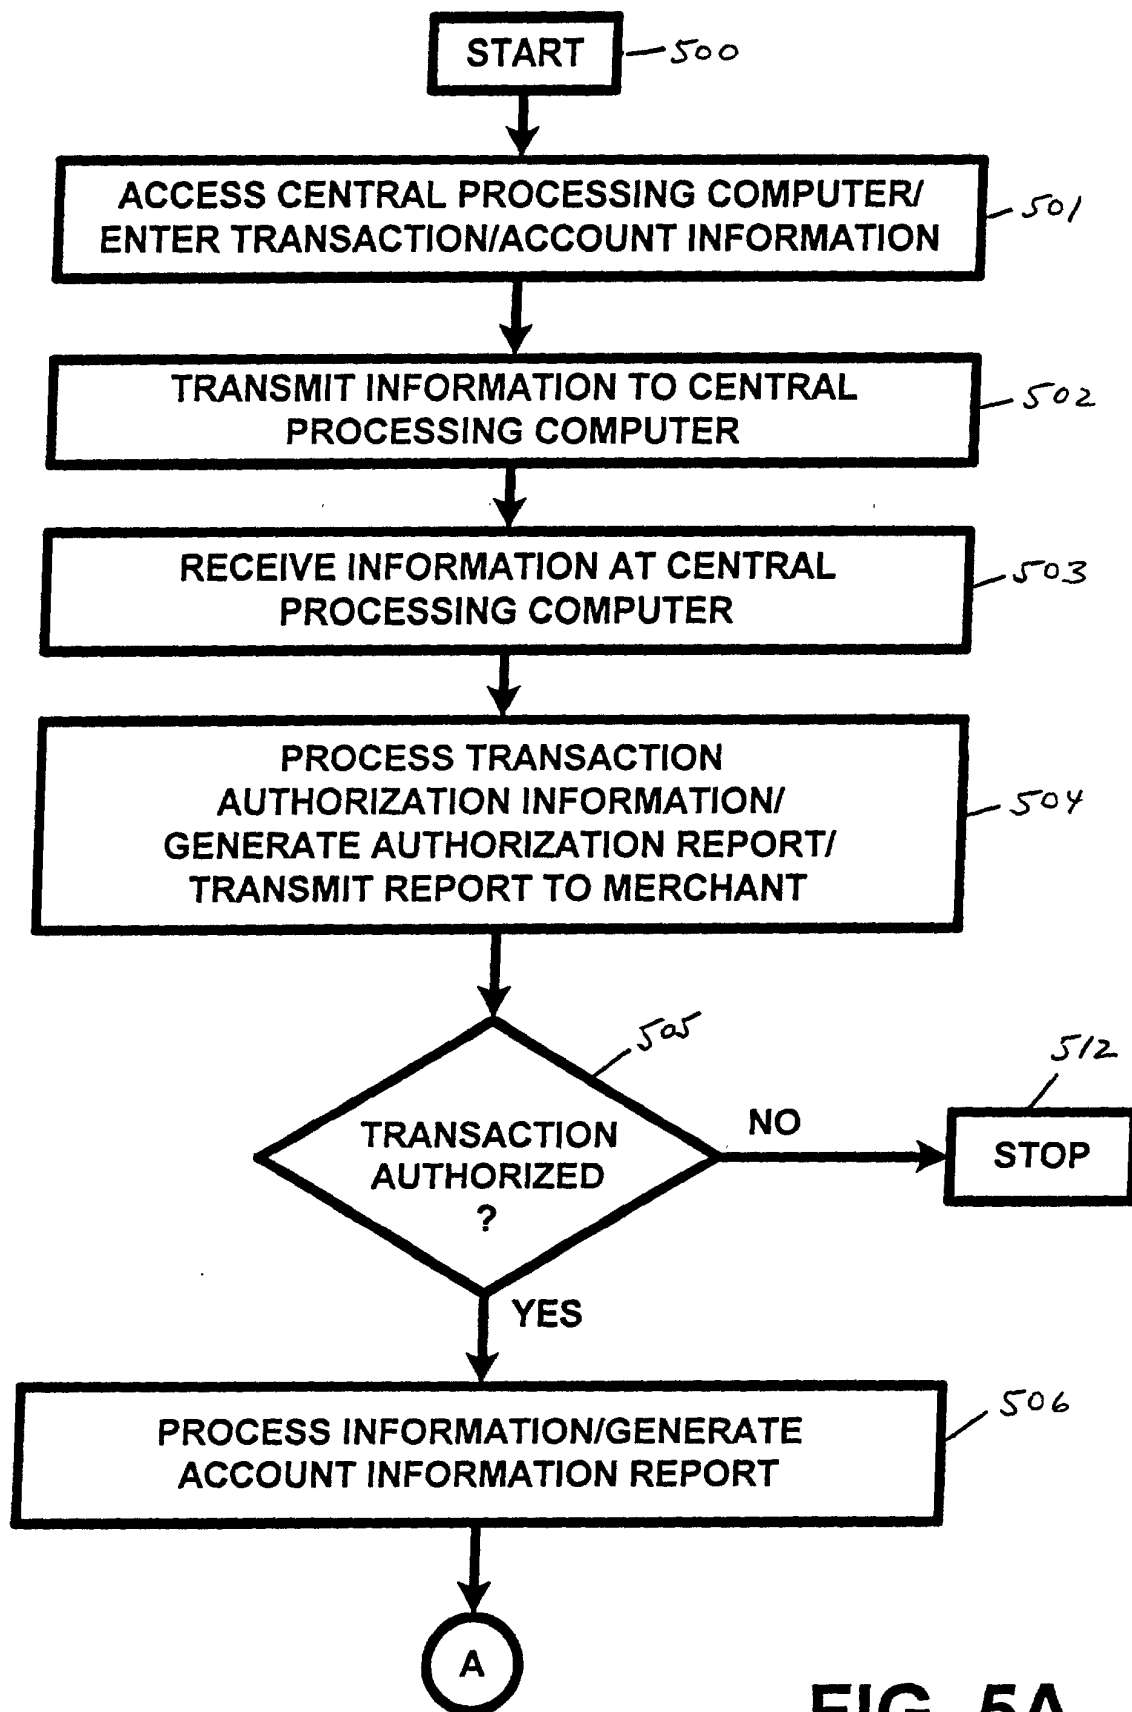 START
500
ACCESS CENTRAL PROCESSING COMPUTER/
ENTER TRANSACTION/ACCOUNT INFORMATION
501
TRANSMIT INFORMATION TO CENTRAL
PROCESSING COMPUTER
502
RECEIVE INFORMATION AT CENTRAL
PROCESSING COMPUTER
503
PROCESS TRANSACTION
AUTHORIZATION INFORMATION/
GENERATE AUTHORIZATION REPORT/
TRANSMIT REPORT TO MERCHANT
504
505
TRANSACTION
AUTHORIZED
?
NO
512
STOP
YES
PROCESS INFORMATION/GENERATE
ACCOUNT INFORMATION REPORT
506
A
FIG. 5A